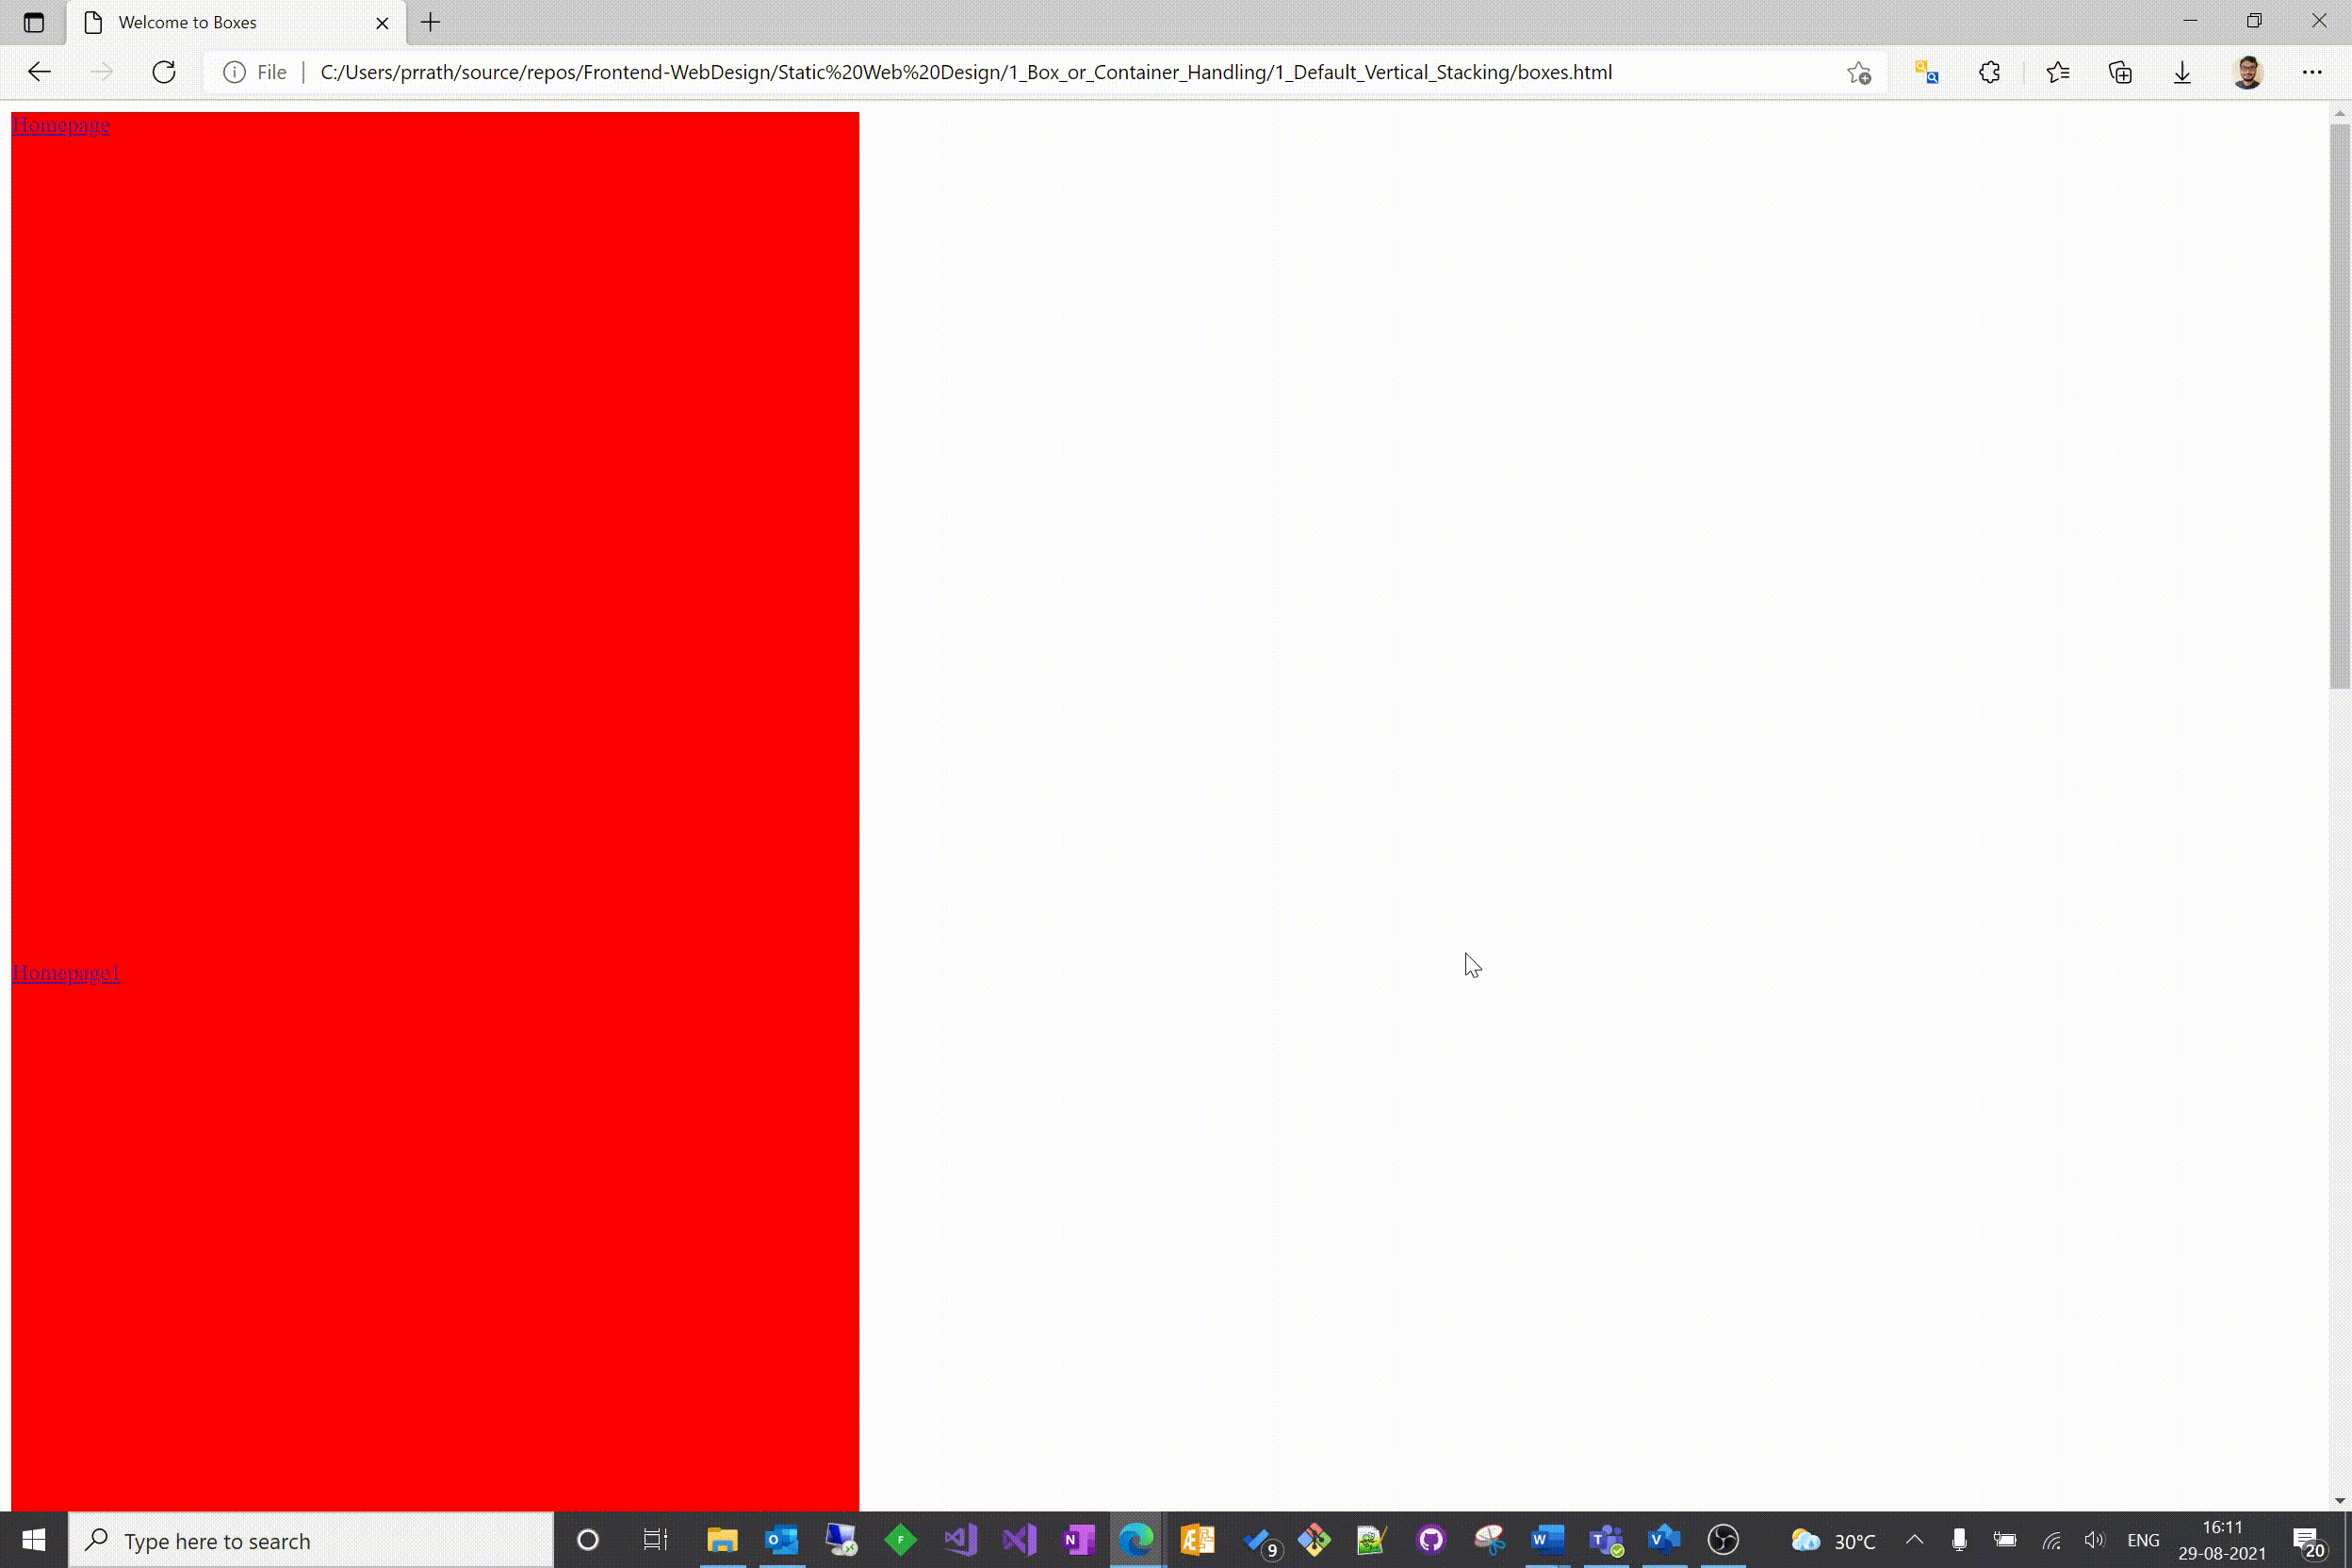 Welcome to Boxes
File
C:/Users/prrath/source/repos/Frontend-WebDesign/Static%20Web%20Design/1_Box_or_Container_Handling/1_Default_Vertical_Stacking/boxes.html
Homepage
Homepage1
Type here to search
9
30°C
ENG
16:11
29-08-2021
20